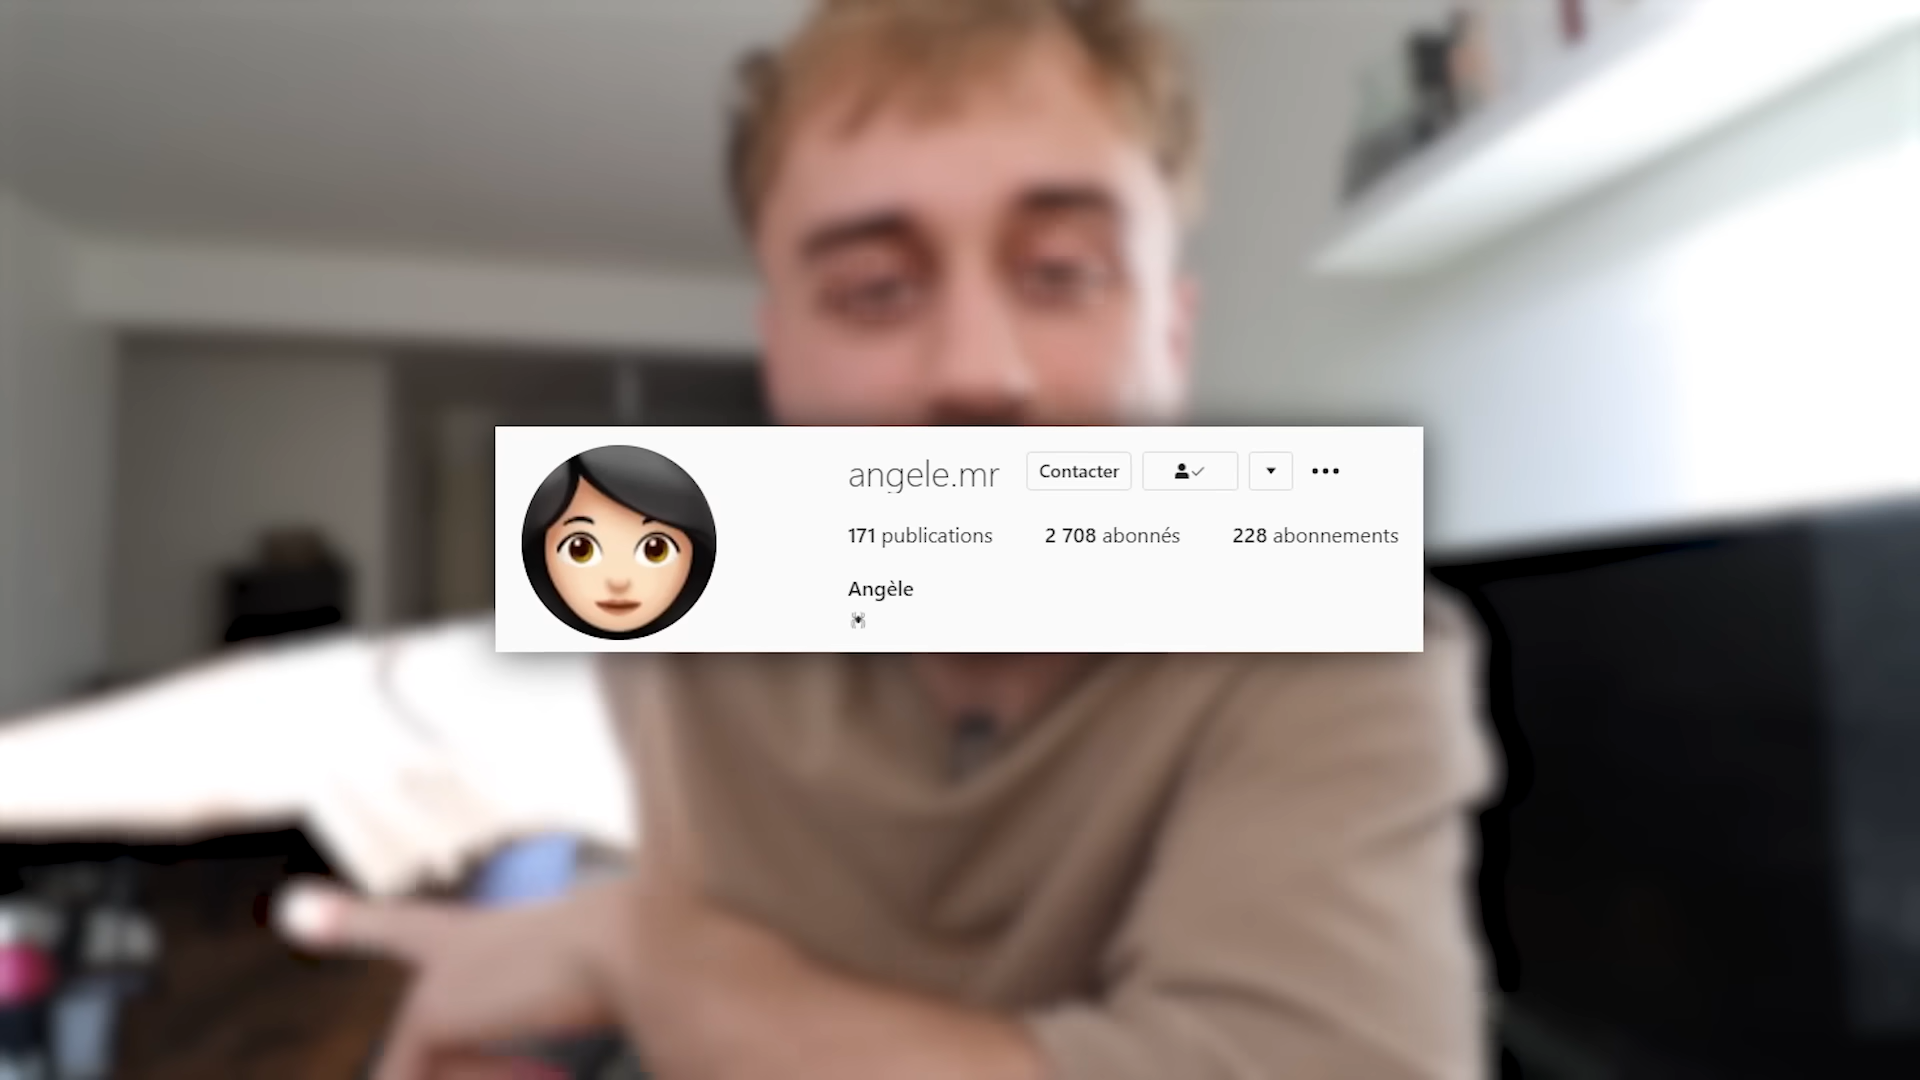 angele.mr Contacter
171 publications 2 708 abonnés 228 abonnements
Angèle